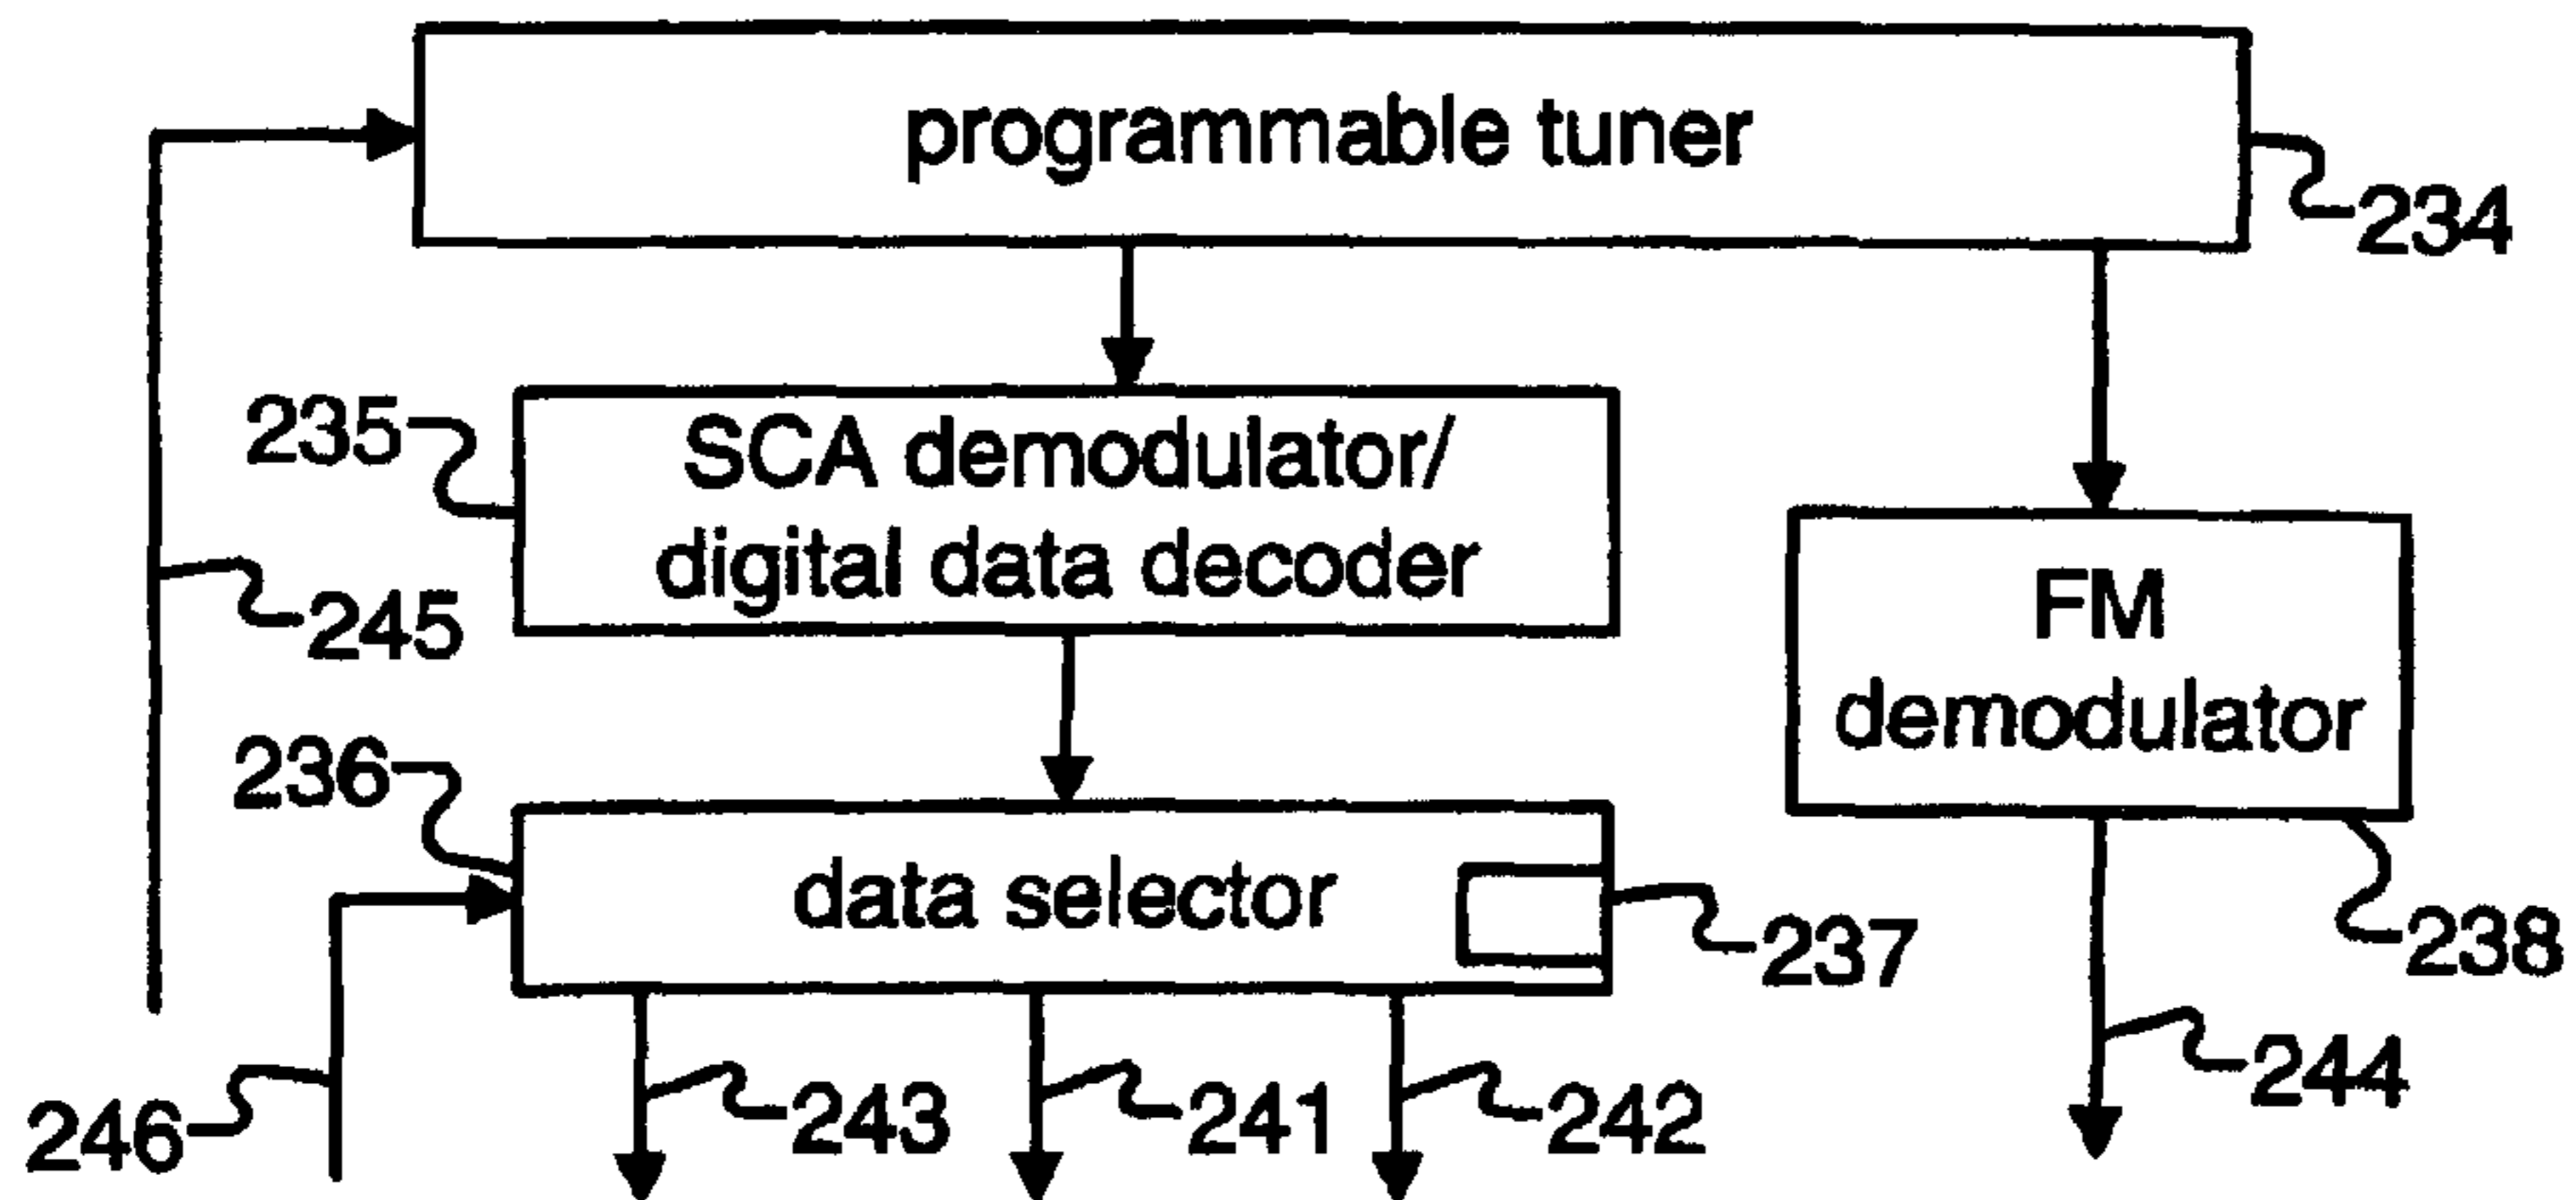 programmable tuner
234
235
SCA demodulator/
digital data decoder
245
FM
demodulator
236
data selector
237
238
246
243
241
242
244